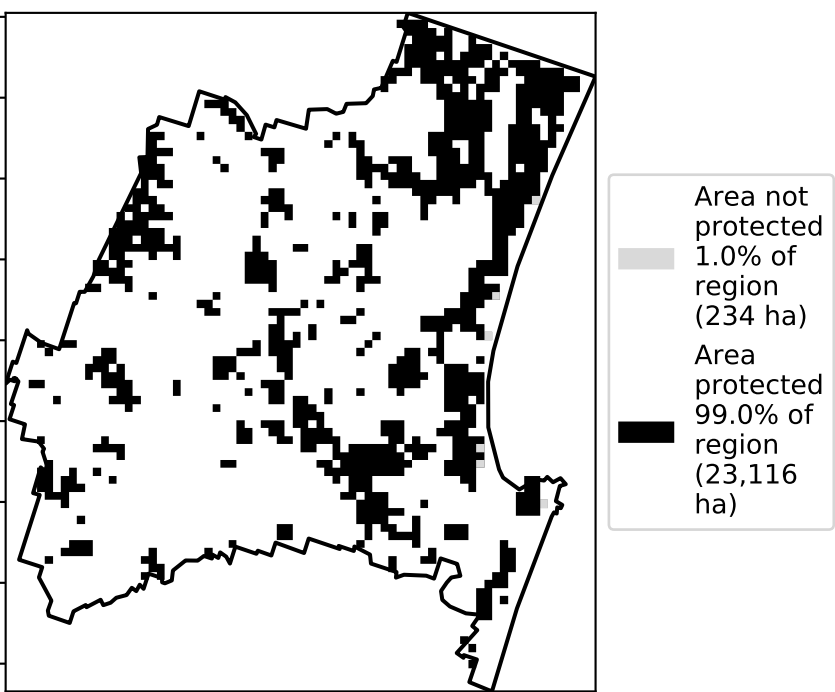 Area not
protected
1.0% of
region
(234 ha)
Area
protected
99.0% of
region
(23,116
ha)